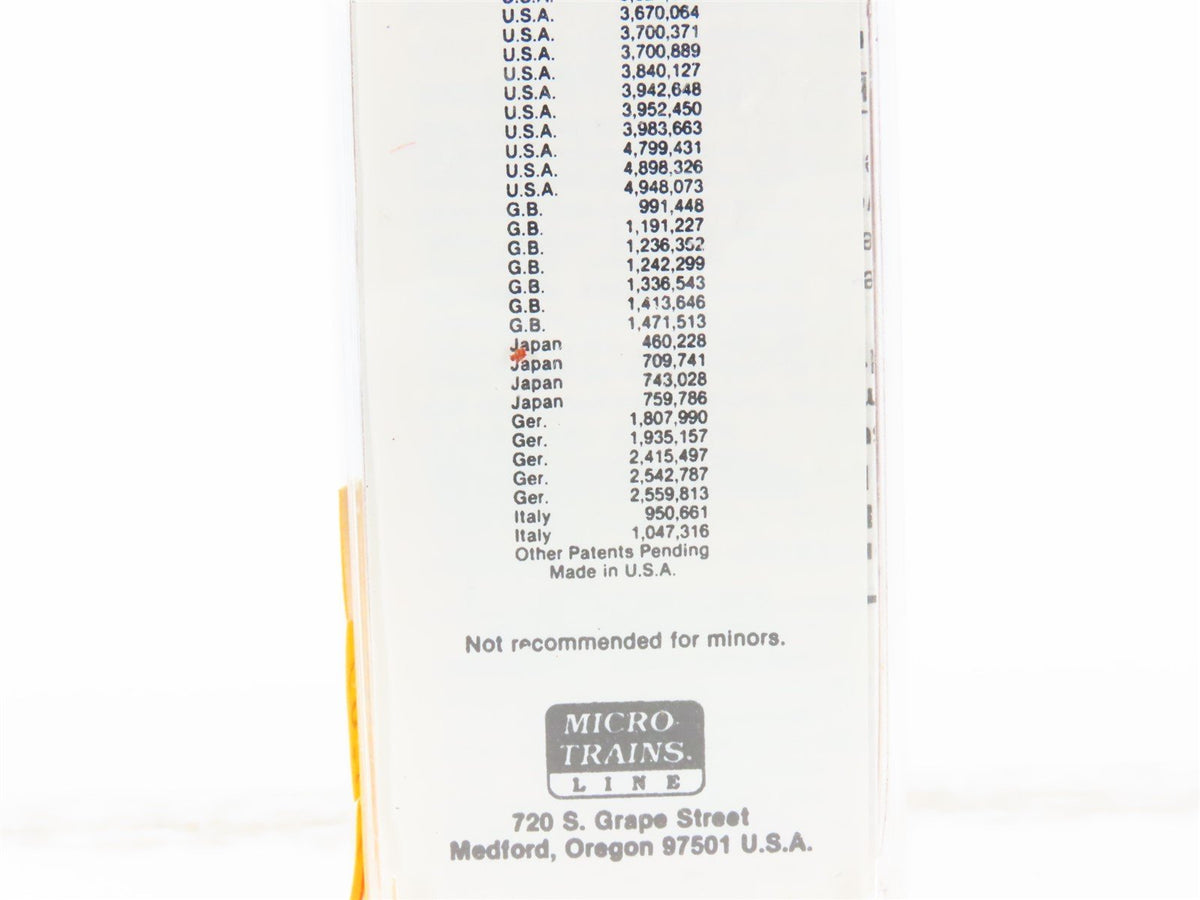 U.S.A. 3,670,064
U.S.A. 3,700,371
U.S.A. 3,700,889
U.S.A. 3,840,127
U.S.A. 3,942,648
U.S.A. 3,952,450
U.S.A. 3,983,663
U.S.A. 4,799,431
U.S.A. 4,898,326
U.S.A. 4,948,073
G.B. 991,448
G.B. 1,191,227
G.B. 1,236,352
G.B. 1,242,299
G.B. 1,336,543
G.B. 1,413,646
G.B. 1,471,513
Japan 460,228
Japan 709,741
Japan 743,028
Japan 759,786
Ger. 1,807,990
Ger. 1,935,157
Ger. 2,415,497
Ger. 2,542,787
Ger. 2,559,813
Italy 950,661
Italy 1,047,316
Other Patents Pending
Made in U.S.A.
Not recommended for minors.
MICRO-
TRAINS.
LINE
720 S. Grape Street
Medford, Oregon 97501 U.S.A.